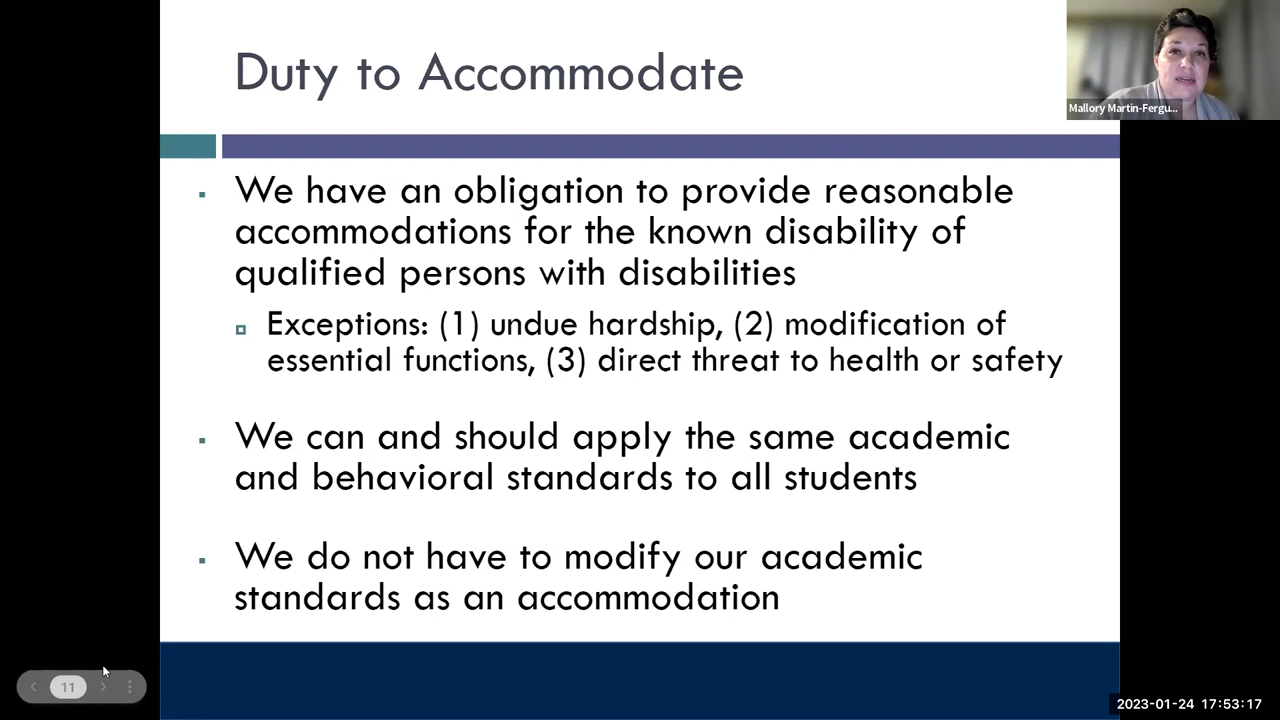 Duty to Accommodate
Mallory Martin-Fergu...
We have an obligation to provide reasonable
accommodations for the known disability of
qualified persons with disabilities
Exceptions: (1) undue hardship, (2) modification of
essential functions, (3) direct threat to health or safety
We can and should apply the same academic
and behavioral standards to all students
We do not have to modify our academic
standards as an accommodation
11
2023-01-24 17:53:17